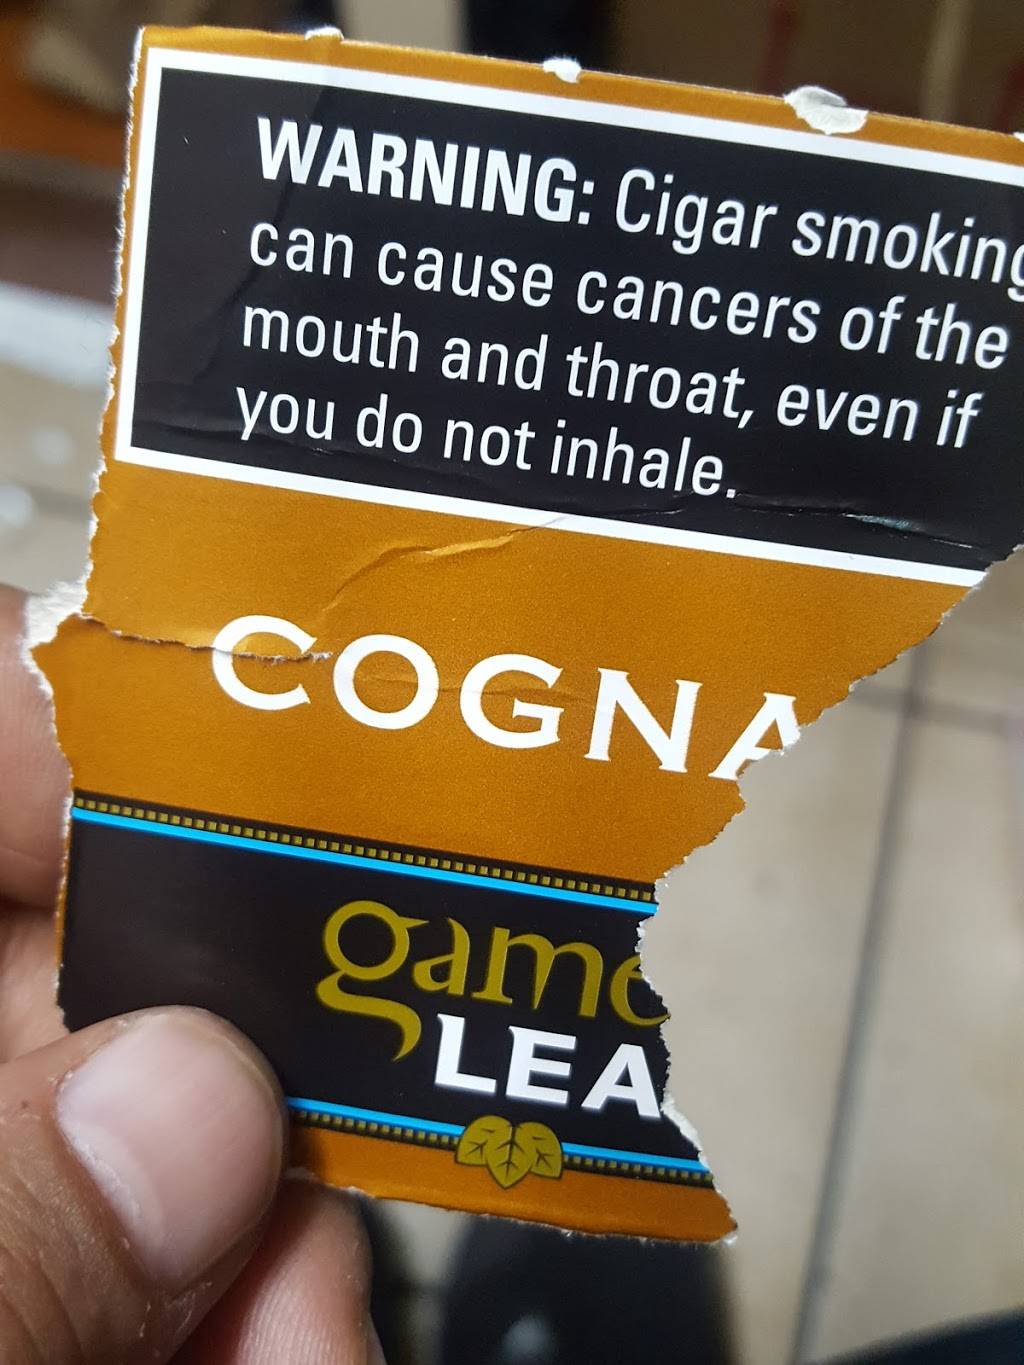 WARNING: Cigar smoking
can cause cancers of the
mouth and throat, even if
you do not inhale.
COGNA
game
LEA